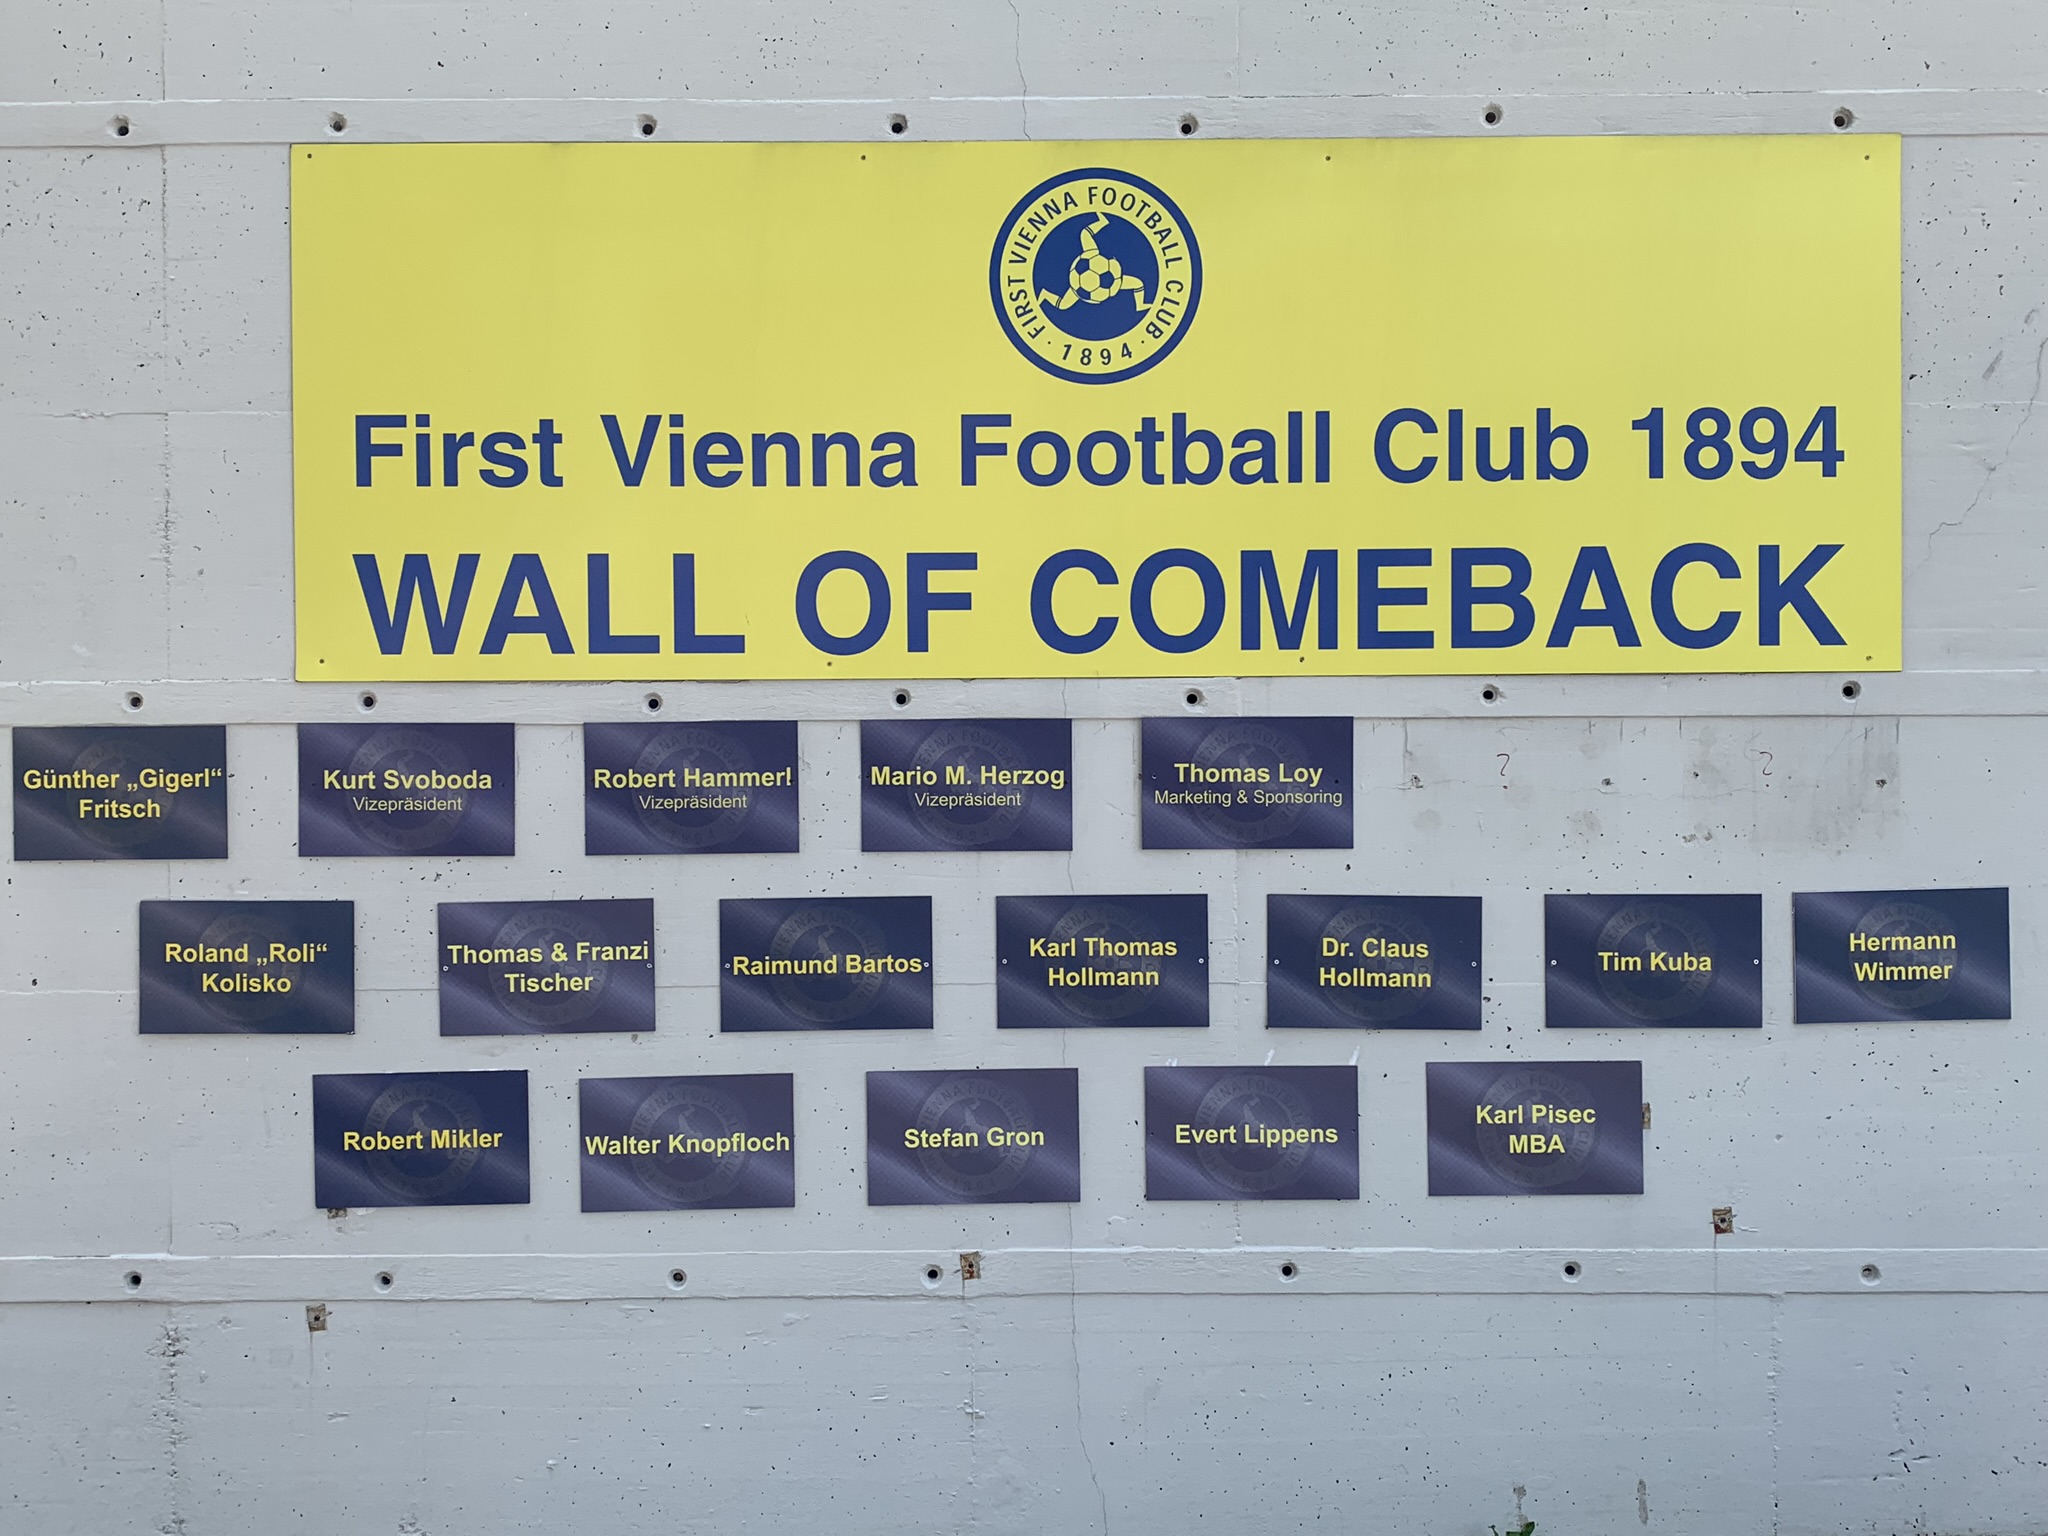 FIRST VIENNA FOOTBALL CLUB
· 1894 ·
First Vienna Football Club 1894
WALL OF COMEBACK
Günther „Gigerl“
Fritsch
Kurt Svoboda
Vizepräsident
Robert Hammerl
Vizepräsident
Mario M. Herzog
Vizepräsident
Thomas Loy
Marketing & Sponsoring
Roland „Roli“
Kolisko
Thomas & Franzi
Tischer
Raimund Bartos
Karl Thomas
Hollmann
Dr. Claus
Hollmann
Tim Kuba
Hermann
Wimmer
Robert Mikler
Walter Knopfloch
Stefan Gron
Evert Lippens
Karl Pisec
MBA